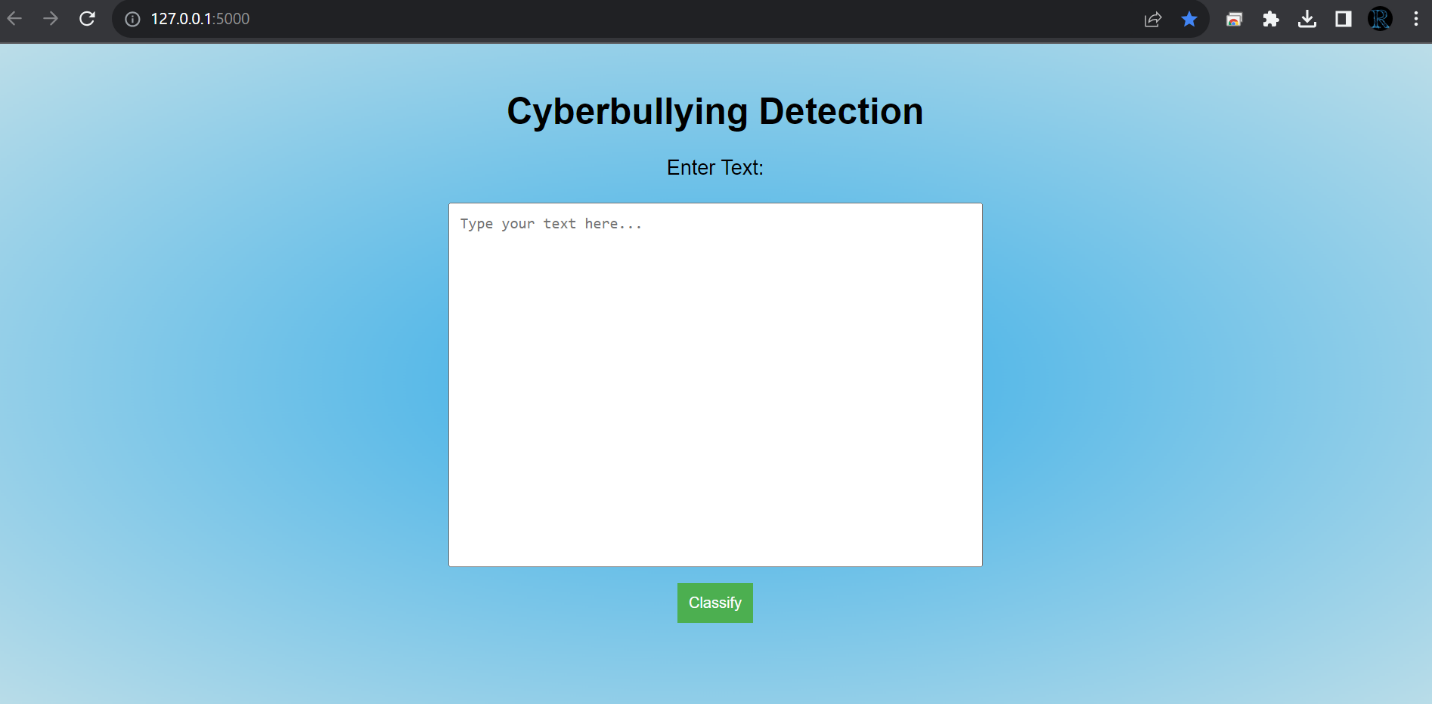 127.0.0.1:5000
R
Cyberbullying Detection
Enter Text:
Type your text here...
Classify